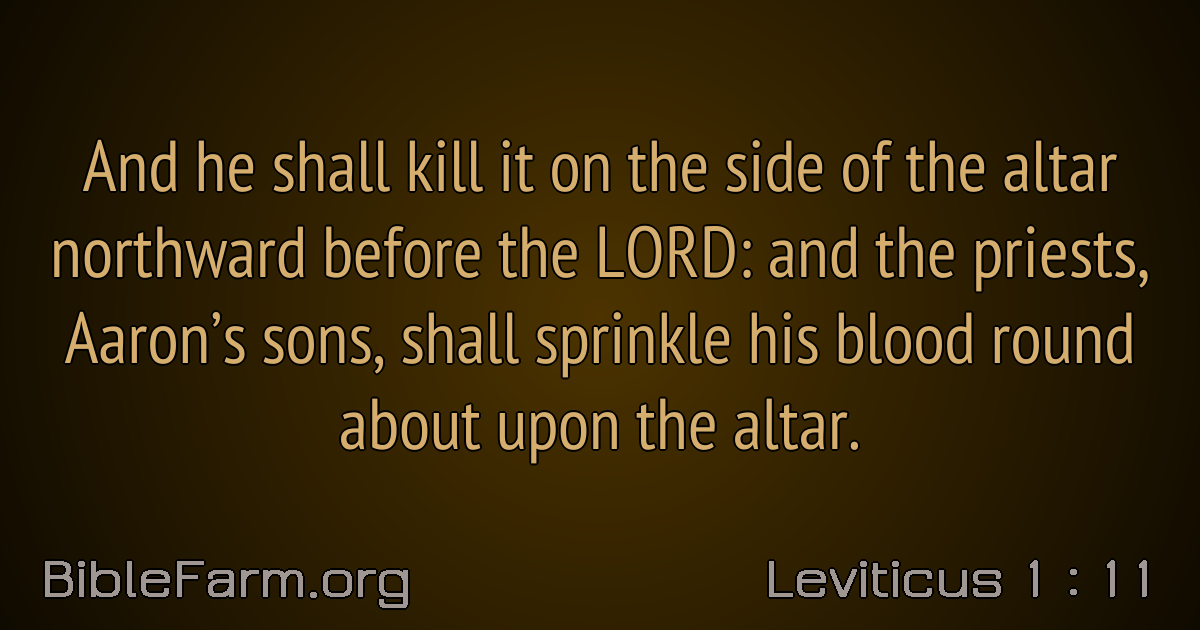 And he shall kill it on the side of the altar
northward before the LORD: and the priests,
Aaron’s sons, shall sprinkle his blood round
about upon the altar.
BibleFarm.org
Leviticus 1 : 11